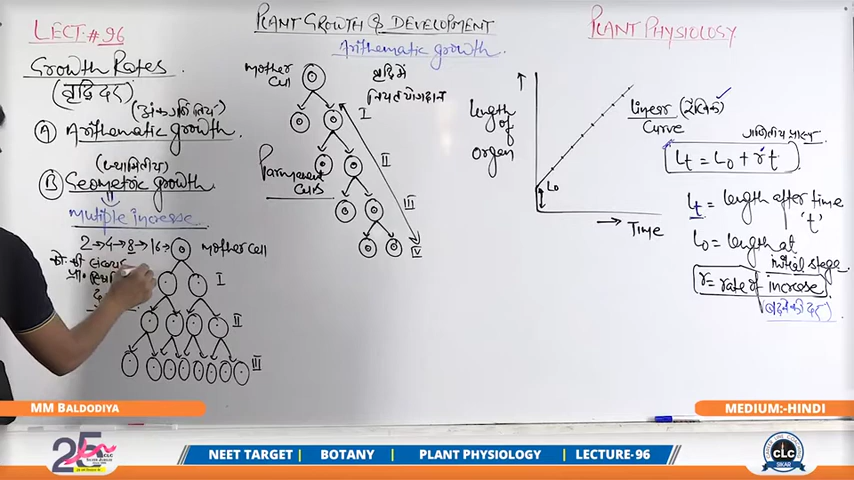 LECT:# 96
PLANT GROWTH & DEVELOPMENT
PLANT PHYSIOLOGY
Growth Rates
(वृद्धि दर)
(अंकगणितीय)
Ⓐ Arithematic growth
(ज्यामितीय)
Ⓑ Geometric growth
Mutiple increase
2→4→8→16→
Mother cell
I
II
III
Arithematic growth
Mother Cell
वृद्धि में
I
II
III
Permanent Cells
length of organ
L₀
Time
linear (रैखिक)
Curve
Lt = L₀ + rt
Lt = length after time 't'
L₀ = length at initial stage
r = rate of increase
MM BALDODIYA
MEDIUM:-HINDI
25
CLC
NEET TARGET | BOTANY | PLANT PHYSIOLOGY | LECTURE-96
CLC
SIKAR